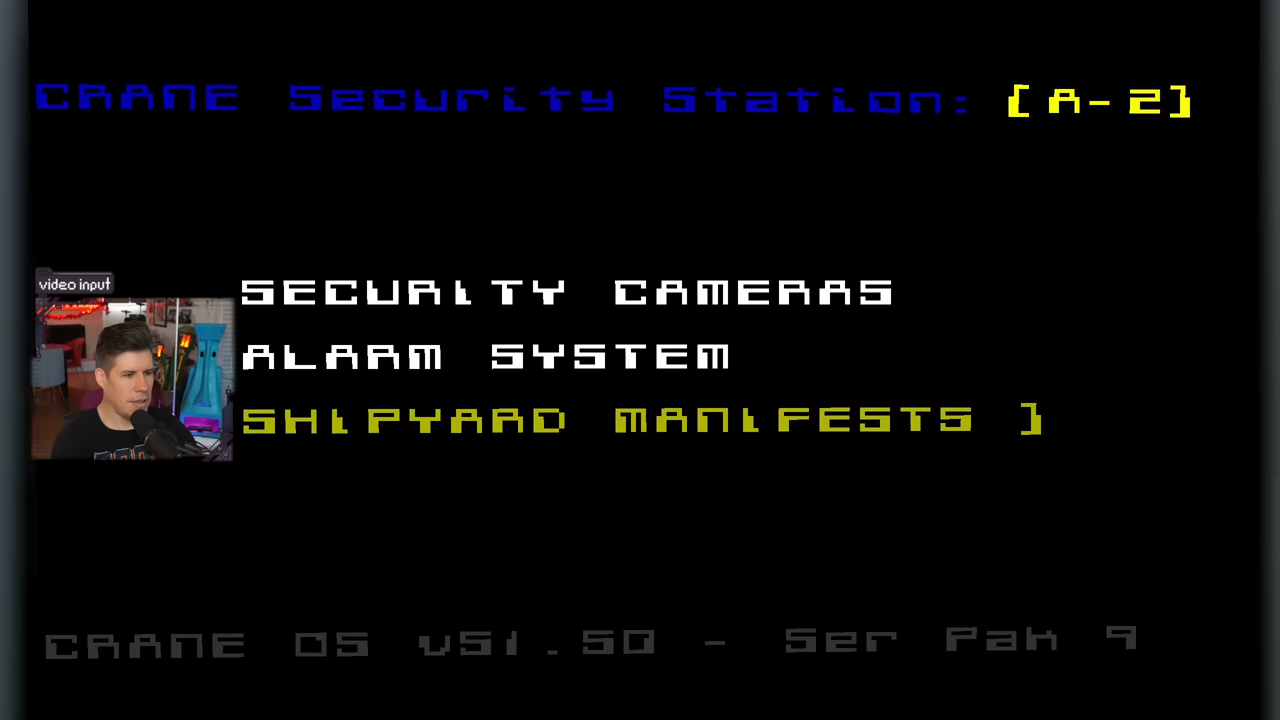 CRANE Security Station: [A-2]
video input
SECURITY CAMERAS
ALARM SYSTEM
SHIPYARD MANIFESTS ]
CRANE OS v51.50 - Ser Pak 9